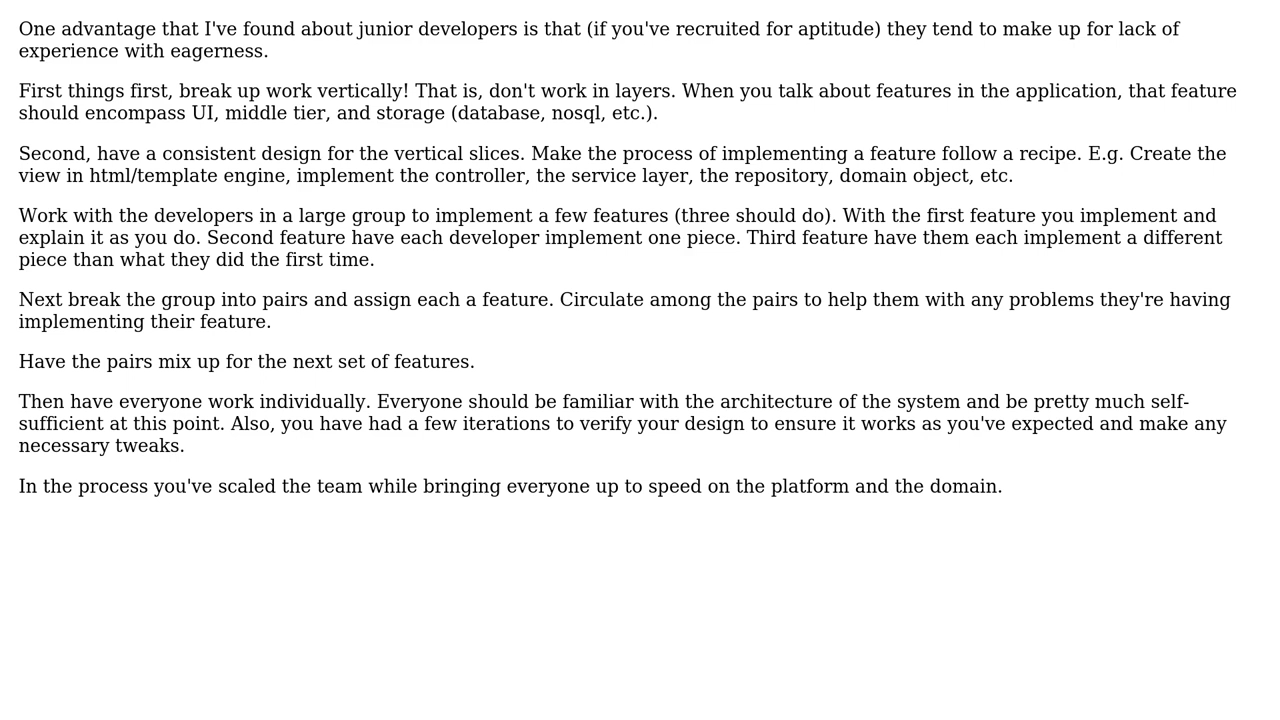 One advantage that I've found about junior developers is that (if you've recruited for aptitude) they tend to make up for lack of
experience with eagerness.
First things first, break up work vertically! That is, don't work in layers. When you talk about features in the application, that feature
should encompass UI, middle tier, and storage (database, nosql, etc.).
Second, have a consistent design for the vertical slices. Make the process of implementing a feature follow a recipe. E.g. Create the
view in html/template engine, implement the controller, the service layer, the repository, domain object, etc.
Work with the developers in a large group to implement a few features (three should do). With the first feature you implement and
explain it as you do. Second feature have each developer implement one piece. Third feature have them each implement a different
piece than what they did the first time.
Next break the group into pairs and assign each a feature. Circulate among the pairs to help them with any problems they're having
implementing their feature.
Have the pairs mix up for the next set of features.
Then have everyone work individually. Everyone should be familiar with the architecture of the system and be pretty much self-
sufficient at this point. Also, you have had a few iterations to verify your design to ensure it works as you've expected and make any
necessary tweaks.
In the process you've scaled the team while bringing everyone up to speed on the platform and the domain.